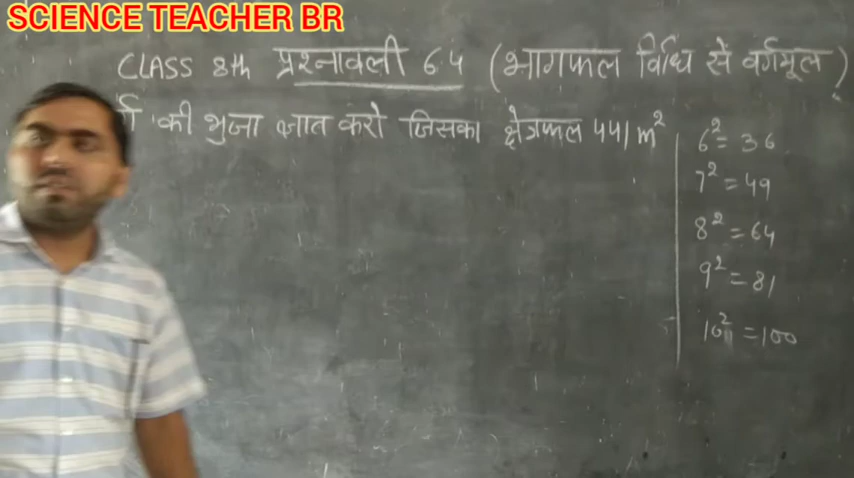 SCIENCE TEACHER BR
CLASS 8th प्रश्नावली 6.4 (भागफल विधि से वर्गमूल)
की भुजा ज्ञात करो जिसका क्षेत्रफल 441 m²
6² = 36
7² = 49
8² = 64
9² = 81
10² = 100